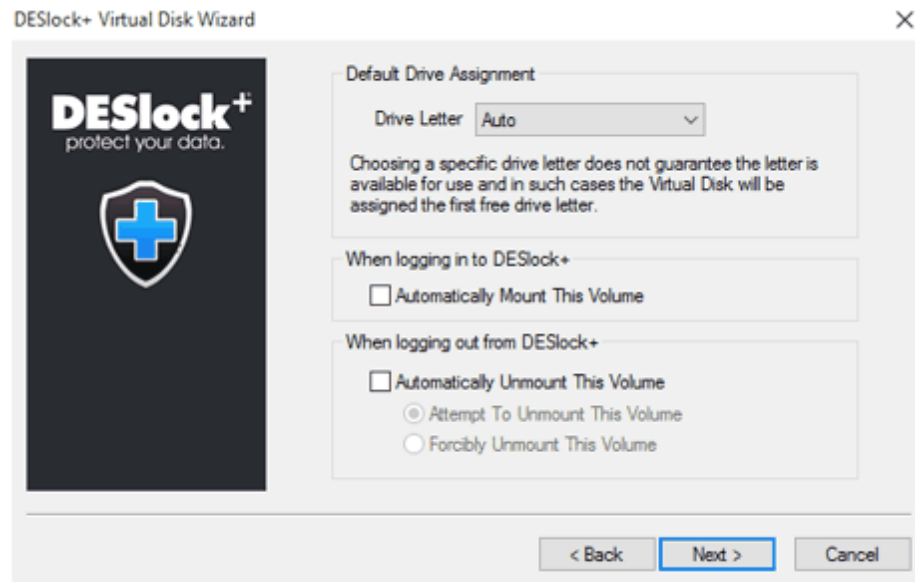 DESlock+ Virtual Disk Wizard
DESlock+
protect your data.
Default Drive Assignment
Drive Letter Auto
Choosing a specific drive letter does not guarantee the letter is
available for use and in such cases the Virtual Disk will be
assigned the first free drive letter.
When logging in to DESlock+
Automatically Mount This Volume
When logging out from DESlock+
Automatically Unmount This Volume
Attempt To Unmount This Volume
Forcibly Unmount This Volume
< Back Next > Cancel